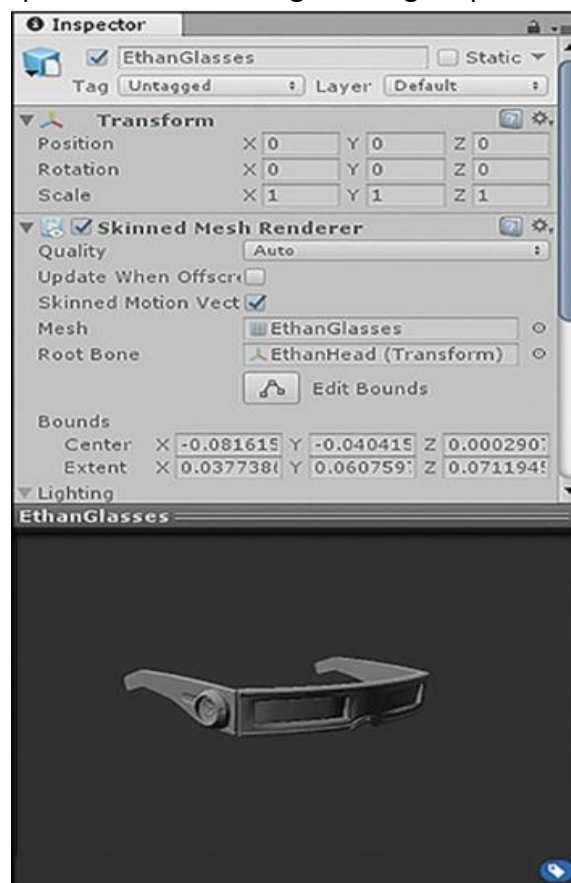 Inspector
EthanGlasses Static
Tag Untagged Layer Default
Transform
Position X 0 Y 0 Z 0
Rotation X 0 Y 0 Z 0
Scale X 1 Y 1 Z 1
Skinned Mesh Renderer
Quality Auto
Update When Offscre
Skinned Motion Vect
Mesh EthanGlasses
Root Bone EthanHead (Transform)
Edit Bounds
Bounds
Center X -0.081615 Y -0.040415 Z 0.000290
Extent X 0.037738 Y 0.060759 Z 0.071194
Lighting
EthanGlasses